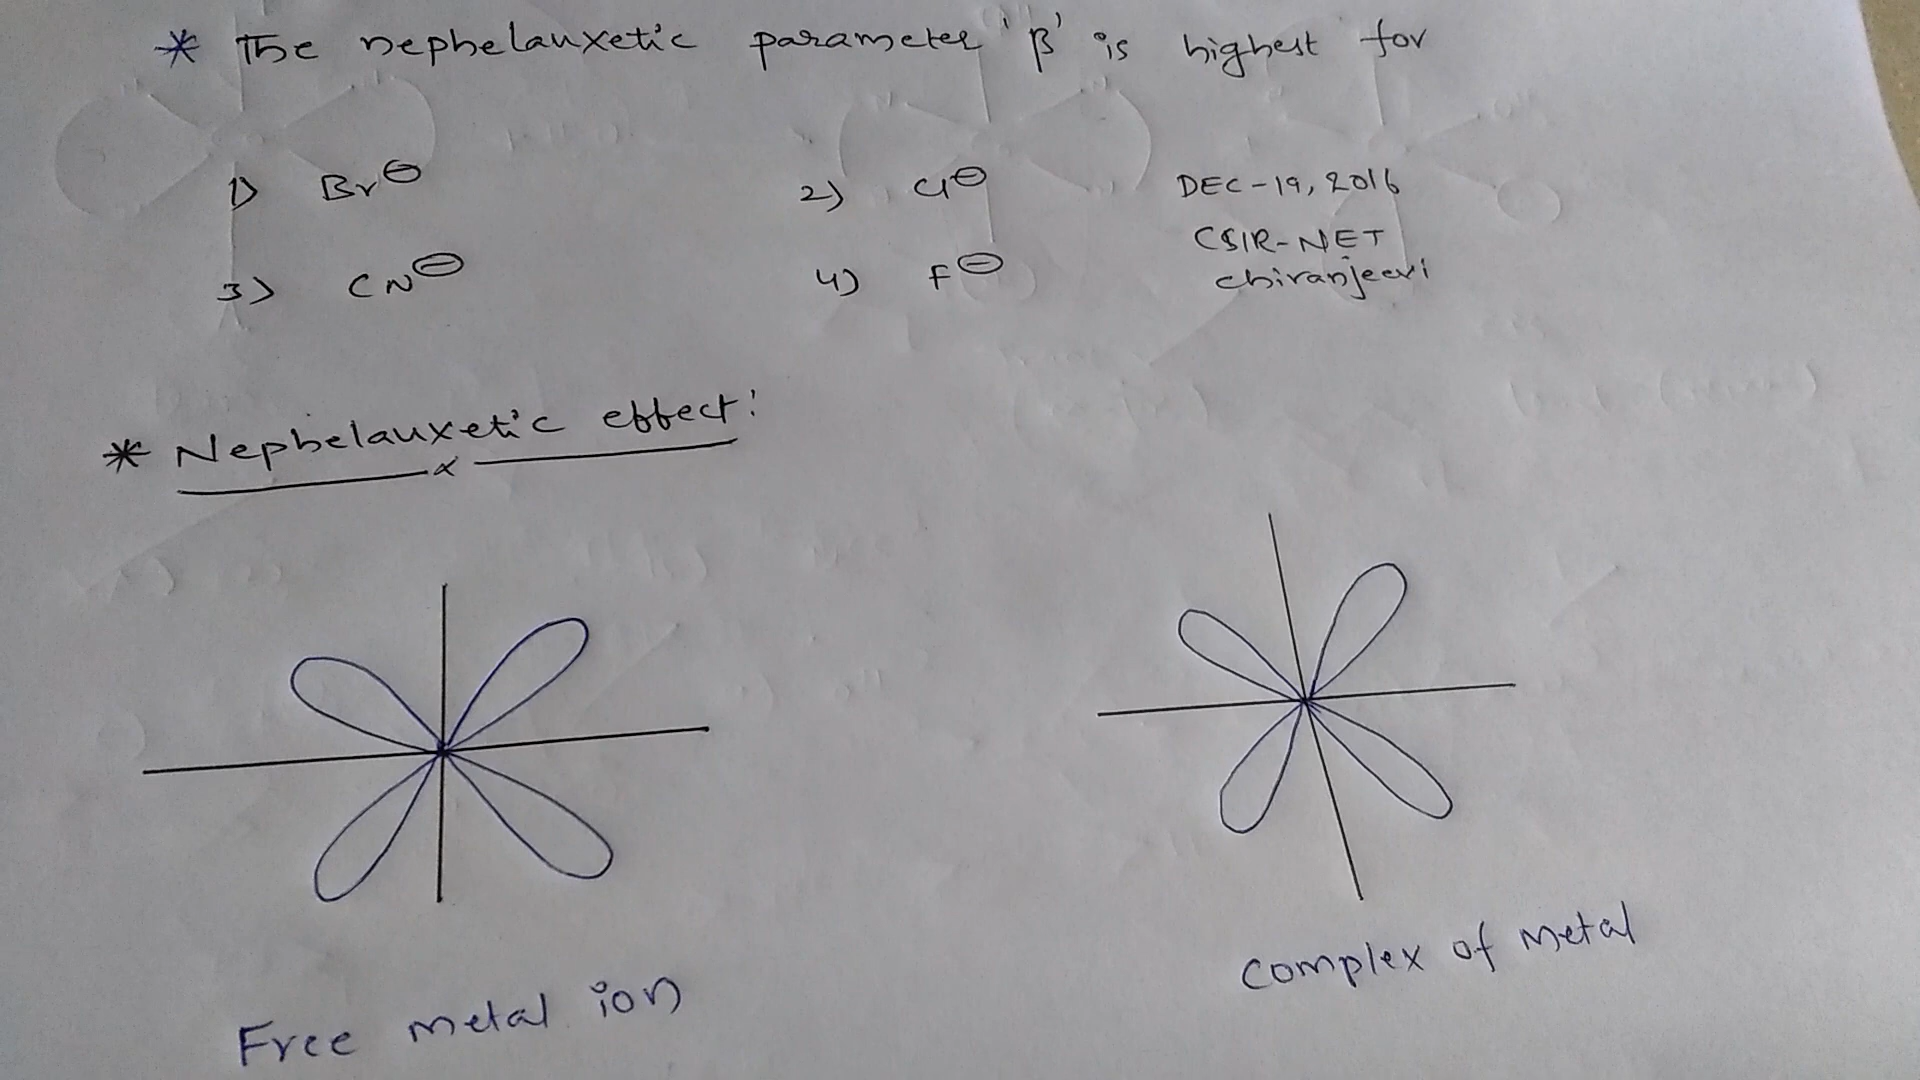 * The nephelauxetic parameter 'β' is highest for
1) Br⊖
2) Cl⊖
DEC-19, 2016
CSIR-NET
3) CN⊖
4) F⊖
chiranjeevi
* Nephelauxetic effect:
Free metal ion
Complex of metal